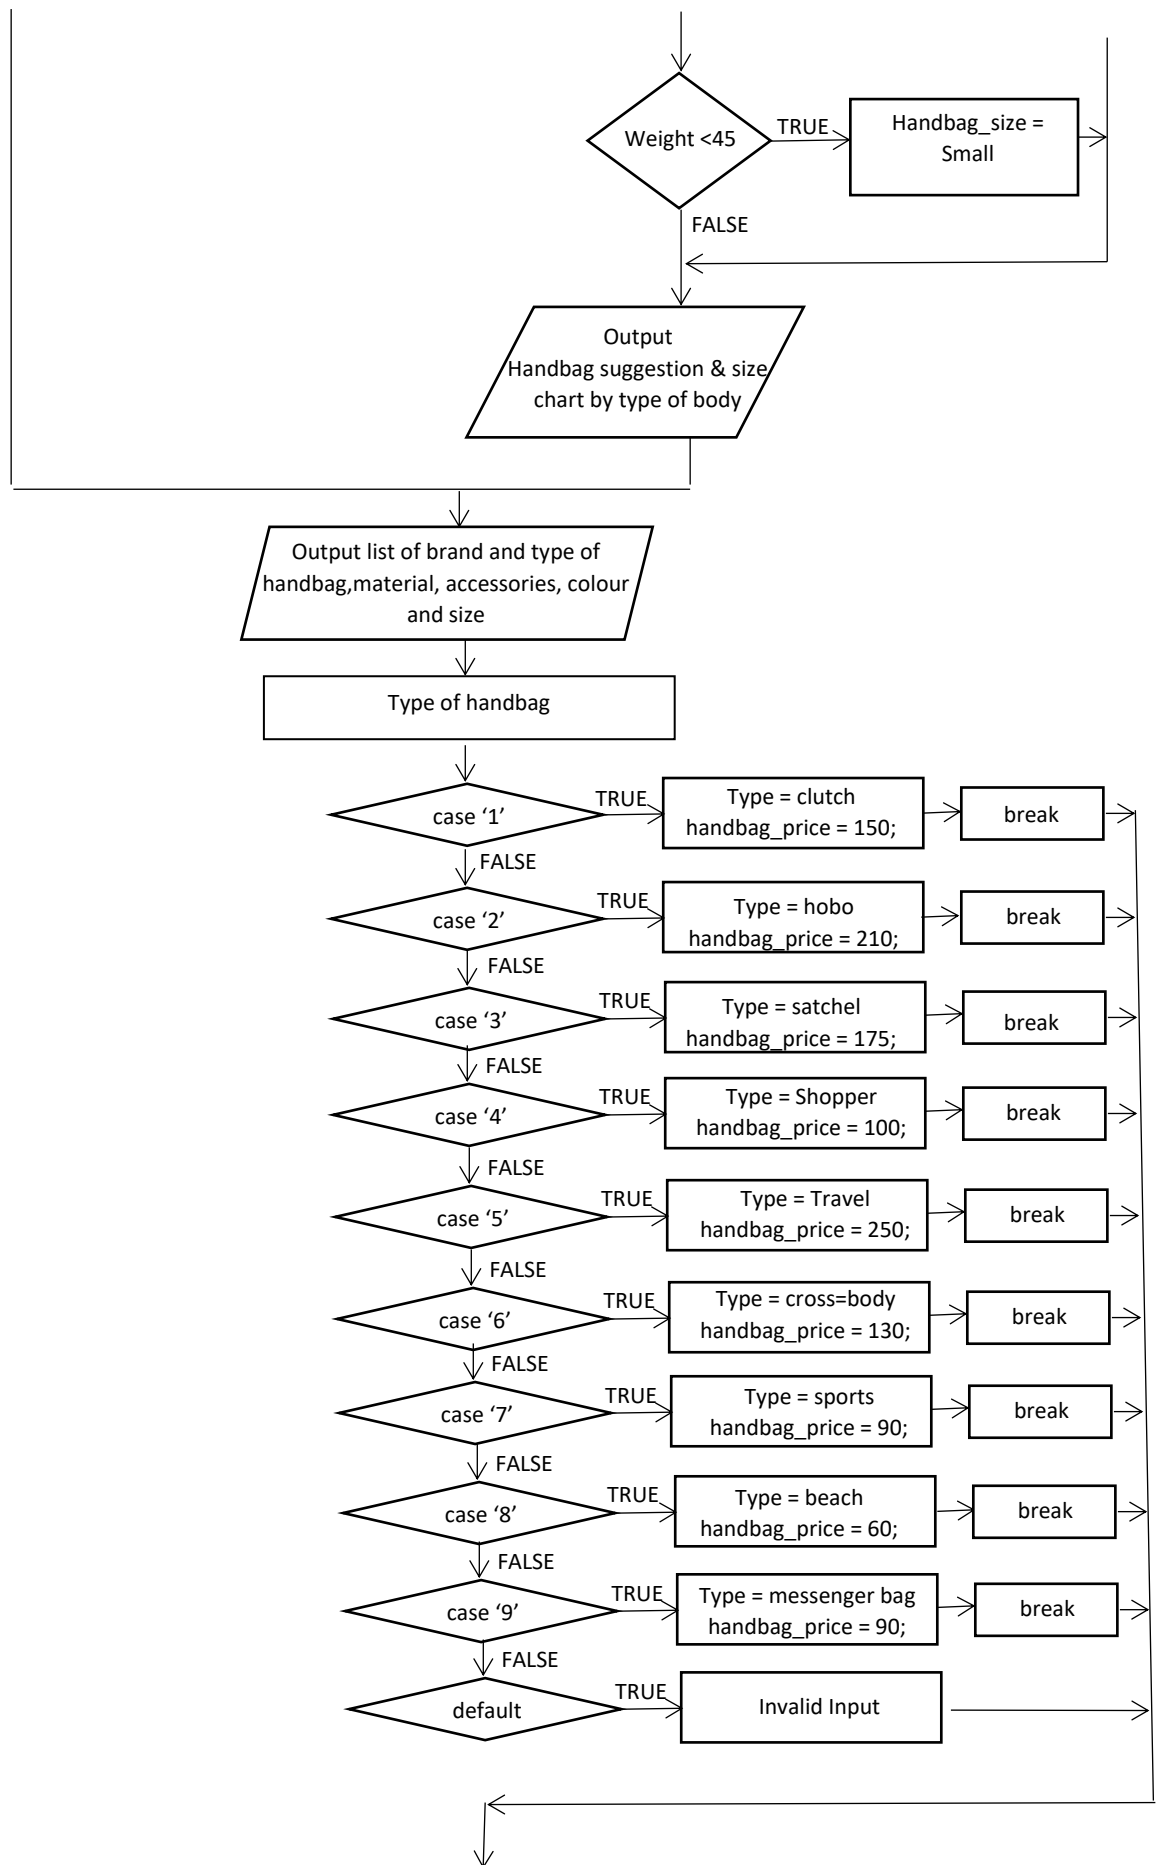 Weight <45
TRUE
Handbag_size =
Small
FALSE
Output
Handbag suggestion & size
chart by type of body
Output list of brand and type of
handbag,material, accessories, colour
and size
Type of handbag
case ‘1’
TRUE
Type = clutch
handbag_price = 150;
break
FALSE
case ‘2’
TRUE
Type = hobo
handbag_price = 210;
break
FALSE
case ‘3’
TRUE
Type = satchel
handbag_price = 175;
break
FALSE
case ‘4’
TRUE
Type = Shopper
handbag_price = 100;
break
FALSE
case ‘5’
TRUE
Type = Travel
handbag_price = 250;
break
FALSE
case ‘6’
TRUE
Type = cross=body
handbag_price = 130;
break
FALSE
case ‘7’
TRUE
Type = sports
handbag_price = 90;
break
FALSE
case ‘8’
TRUE
Type = beach
handbag_price = 60;
break
FALSE
case ‘9’
TRUE
Type = messenger bag
handbag_price = 90;
break
FALSE
default
TRUE
Invalid Input